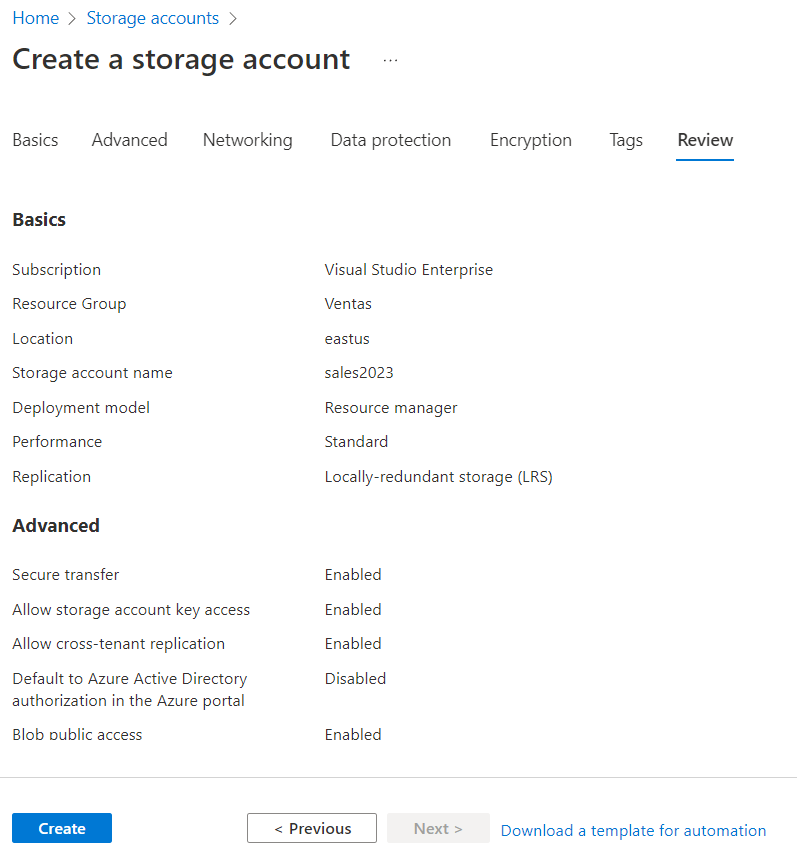 Home > Storage accounts >
Create a storage account ...
Basics Advanced Networking Data protection Encryption Tags Review
Basics
Subscription Visual Studio Enterprise
Resource Group Ventas
Location eastus
Storage account name sales2023
Deployment model Resource manager
Performance Standard
Replication Locally-redundant storage (LRS)
Advanced
Secure transfer Enabled
Allow storage account key access Enabled
Allow cross-tenant replication Enabled
Default to Azure Active Directory Disabled
authorization in the Azure portal
Blob public access Enabled
Create < Previous Next > Download a template for automation